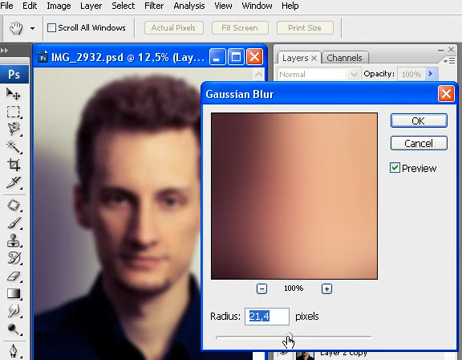 File Edit Image Layer Select Filter Analysis View Window Help
Scroll All Windows Actual Pixels Fit Screen Print Size
IMG_2932.psd @ 12,5% (Lay...
Layers × Channels
Ps
Normal Opacity: 100%
Gaussian Blur
OK
Cancel
Preview
100%
Radius: 21,4 pixels
Layer 2 copy